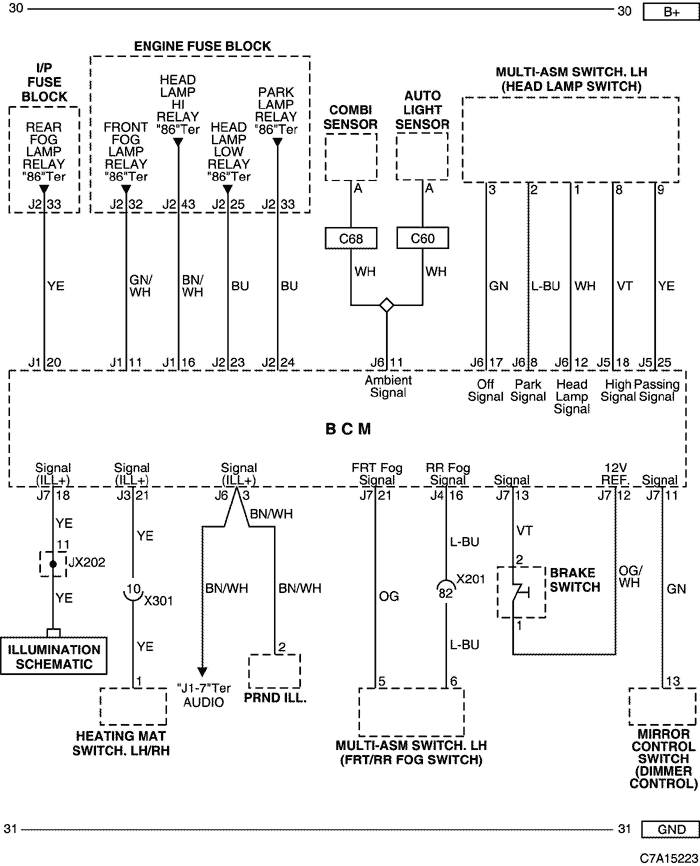 30
30 B+
ENGINE FUSE BLOCK
I/P
FUSE
BLOCK
HEAD
LAMP
HI
RELAY
"86"Ter
PARK
LAMP
RELAY
"86"Ter
COMBI
SENSOR
AUTO
LIGHT
SENSOR
MULTI-ASM SWITCH. LH
(HEAD LAMP SWITCH)
REAR
FOG
LAMP
RELAY
"86"Ter
FRONT
FOG
LAMP
RELAY
"86"Ter
HEAD
LAMP
LOW
RELAY
"86"Ter
J2 33
J2 32
J2 43
J2 25
J2 33
A
A
3
2
1
8
9
C68
C60
YE
GN/
WH
BN/
WH
BU
BU
WH
WH
GN
L-BU
WH
VT
YE
J1 20
J1 11
J1 16
J2 23
J2 24
J6 11
J6 17
J6 8
J6 12
J5 18
J5 25
Ambient
Signal
Off
Signal
Park
Signal
Head
Lamp
Signal
High
Signal
Passing
Signal
BCM
Signal
(ILL+)
Signal
(ILL+)
Signal
(ILL+)
FRT Fog
Signal
RR Fog
Signal
Signal
12V
REF.
Signal
J7 18
J3 21
J6 3
J7 21
J4 16
J7 13
J7 12
J7 11
YE
YE
BN/WH
BN/WH
L-BU
VT
11
JX202
YE
10
X301
YE
BN/WH
BN/WH
OG
X201
82
L-BU
2
BRAKE
SWITCH
1
OG/
WH
GN
ILLUMINATION
SCHEMATIC
1
HEATING MAT
SWITCH. LH/RH
"J1-7"Ter
AUDIO
2
PRND ILL.
5
6
MULTI-ASM SWITCH. LH
(FRT/RR FOG SWITCH)
13
MIRROR
CONTROL
SWITCH
(DIMMER
CONTROL)
31
31 GND
C7A15223